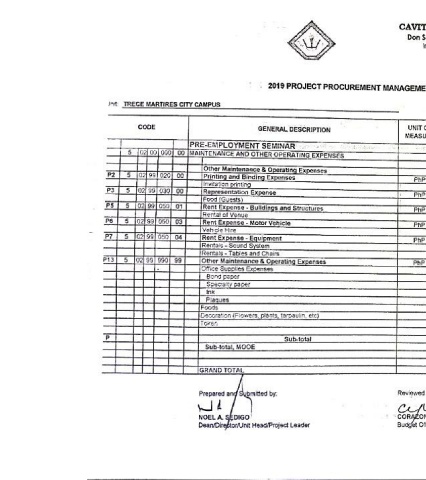 CAVIT
Don S
2019 PROJECT PROCUREMENT MANAGEME
Unit: TRECE MARTIRES CITY CAMPUS
CODE GENERAL DESCRIPTION UNIT O
MEASU
PRE-EMPLOYMENT SEMINAR
5 02 00 000 00 MAINTENANCE AND OTHER OPERATING EXPENSES
Other Maintenance & Operating Expenses
P2 5 02 99 020 00 Printing and Binding Expenses PhP
Invitation printing
P3 5 02 99 030 00 Representation Expense PhP
Food (Guests)
P5 5 02 99 050 01 Rent Expense - Buildings and Structures PhP
Rental of Venue
P6 5 02 99 050 03 Rent Expense - Motor Vehicle PhP
Vehicle Hire
P7 5 02 99 050 04 Rent Expense - Equipment PhP
Rentals - Sound System
Rentals - Tables and Chairs
P13 5 02 99 990 99 Other Maintenance & Operating Expenses PhP
Office Supplies Expenses
Bond paper
Specialty paper
Ink
Plaques
Foods
Decoration (Flowers, plants, tarpaulin, etc)
Token
P Sub-total
Sub-total, MOOE
GRAND TOTAL
Prepared and Submitted by: Reviewed
NOEL A. SEDIGO CORAZON
Dean/Director/Unit Head/Project Leader Budget Of